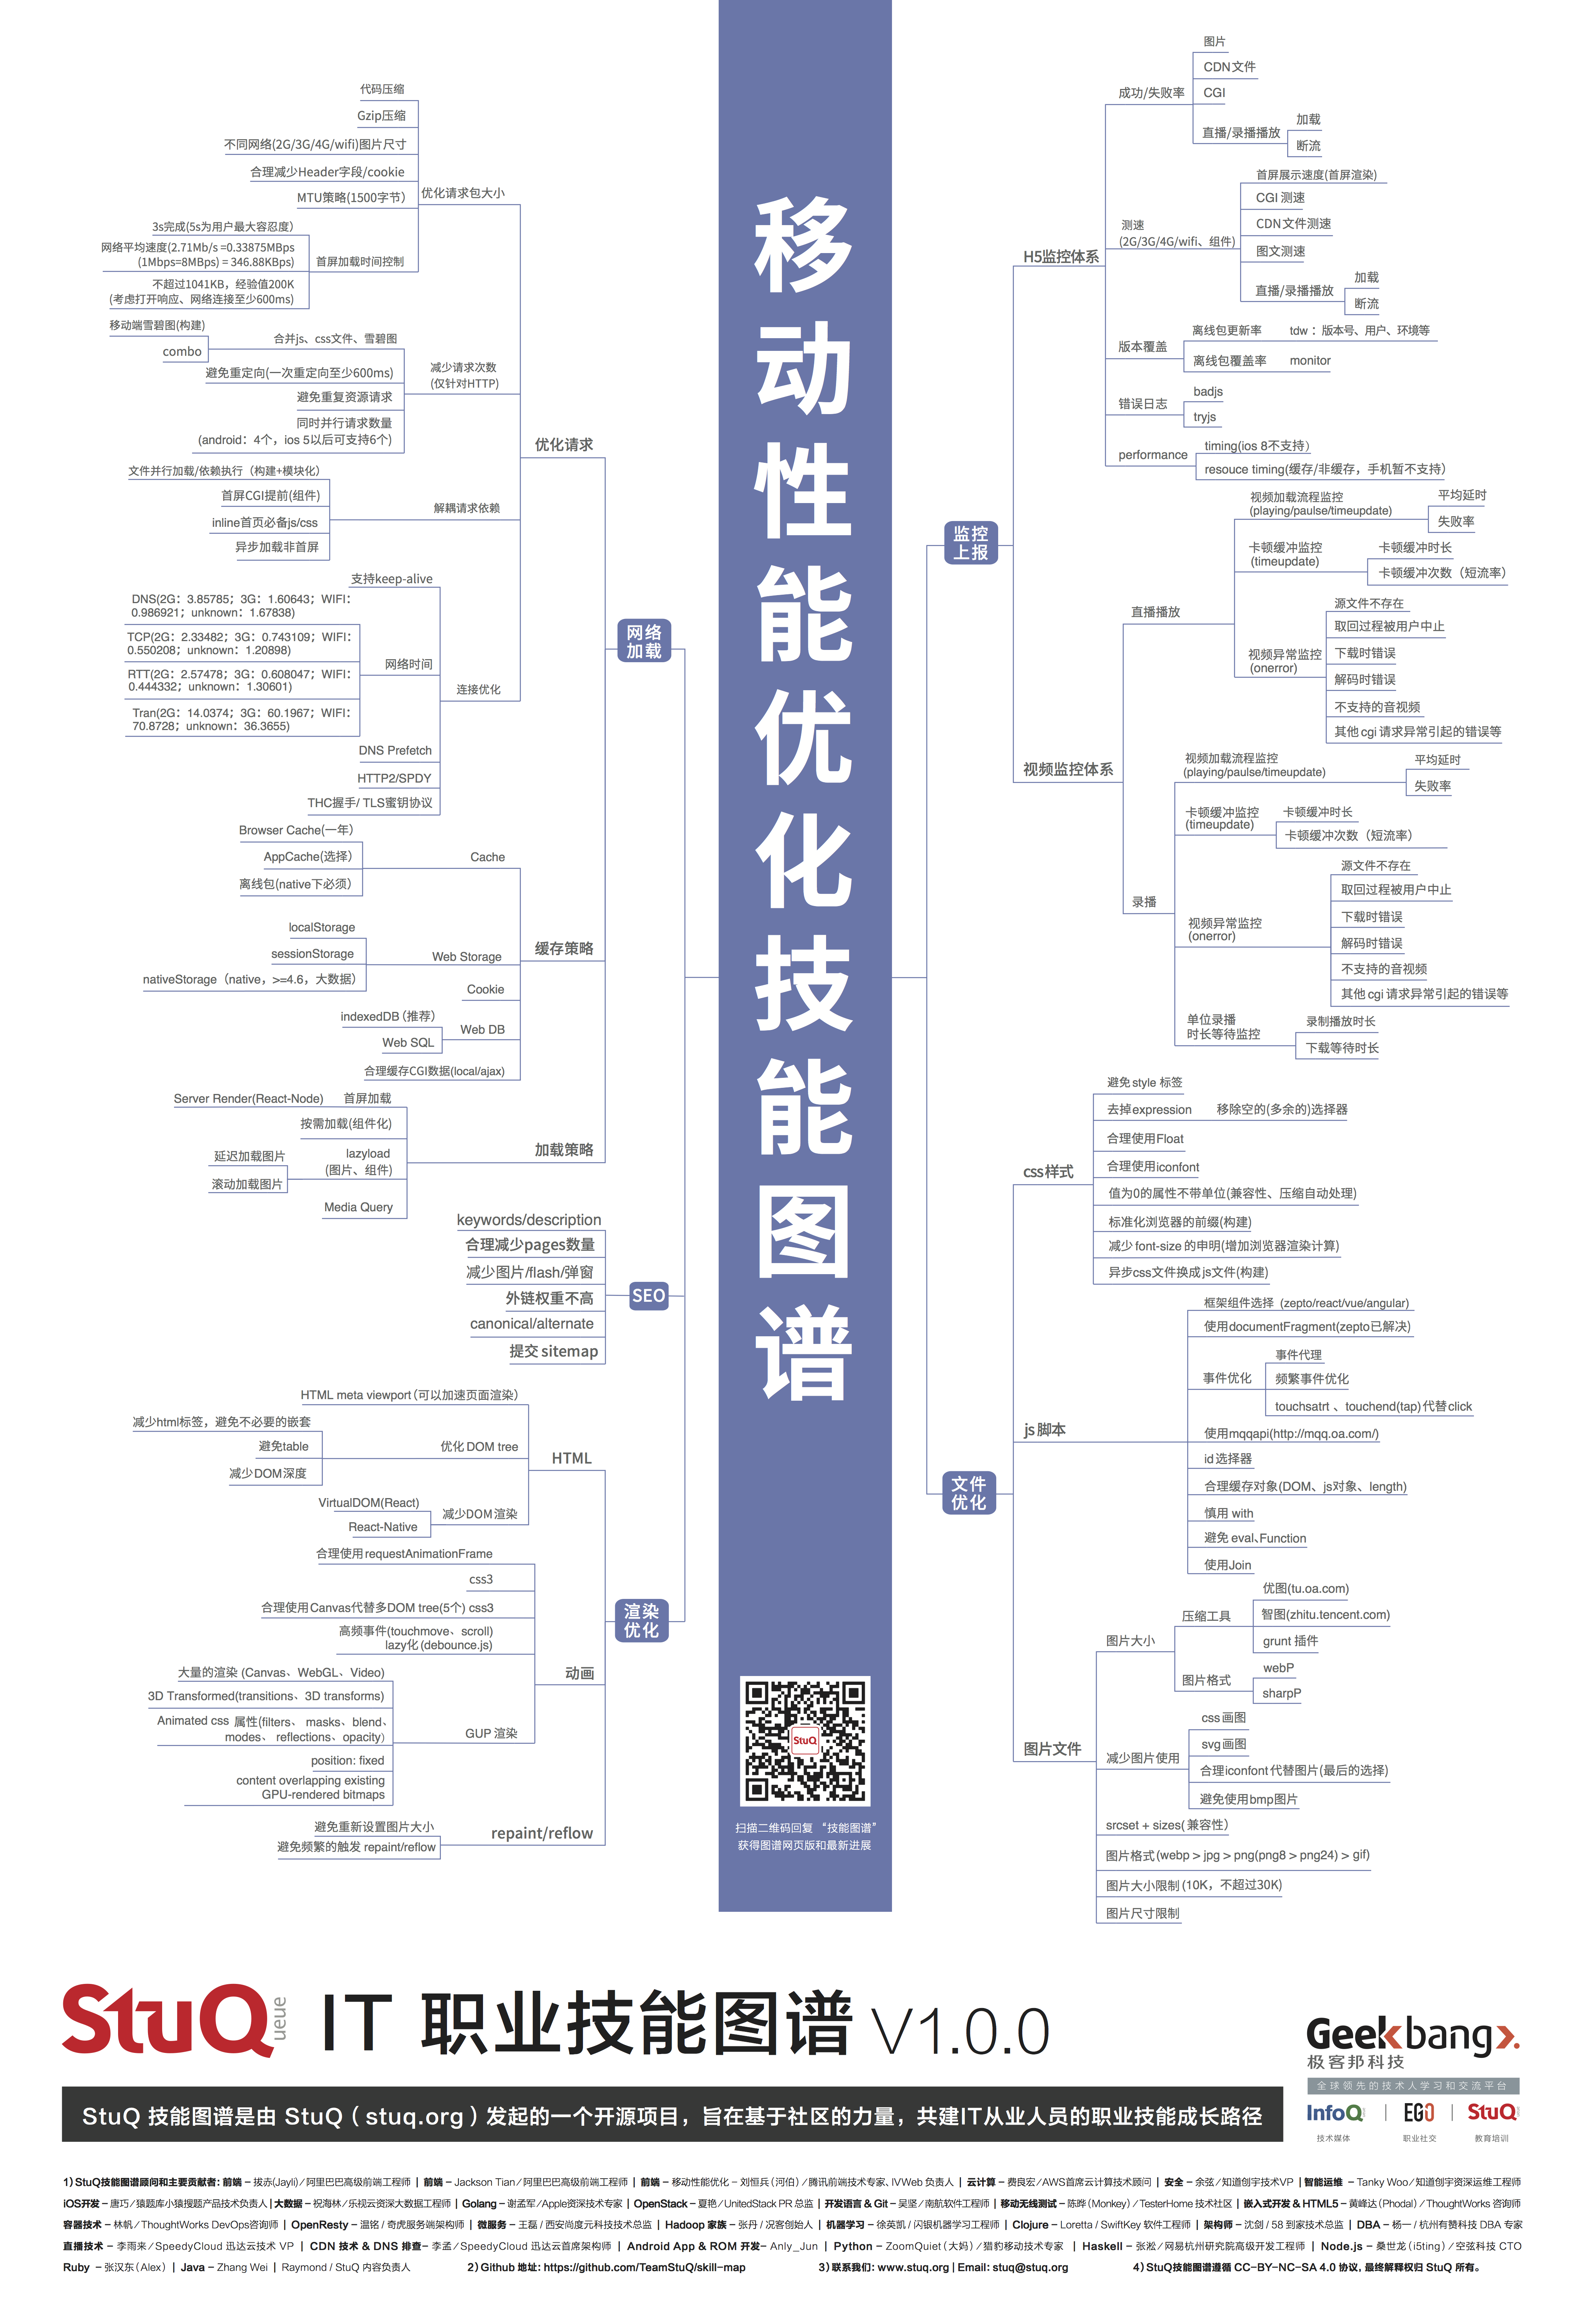 移动性能优化技能图谱
扫描二维码回复 “技能图谱”
获得图谱网页版和最新进展
StuQ
网络
加载
优化请求
优化请求包大小
代码压缩
Gzip压缩
不同网络(2G/3G/4G/wifi)图片尺寸
合理减少Header字段/cookie
MTU策略(1500字节)
首屏加载时间控制
3s完成(5s为用户最大容忍度)
网络平均速度(2.71Mb/s =0.33875MBps
(1Mbps=8MBps) = 346.88KBps)
不超过1041KB，经验值200K
(考虑打开响应、网络连接至少600ms)
减少请求次数
(仅针对HTTP)
合并js、css文件、雪碧图
移动端雪碧图(构建)
combo
避免重定向(一次重定向至少600ms)
避免重复资源请求
同时并行请求数量
(android：4个，ios 5以后可支持6个)
解耦请求依赖
文件并行加载/依赖执行（构建+模块化）
首屏CGI提前(组件)
inline首页必备js/css
异步加载非首屏
连接优化
支持keep-alive
网络时间
DNS(2G：3.85785；3G：1.60643；WIFI：
0.986921；unknown：1.67838)
TCP(2G：2.33482；3G：0.743109；WIFI：
0.550208；unknown：1.20898)
RTT(2G：2.57478；3G：0.608047；WIFI：
0.444332；unknown：1.30601)
Tran(2G：14.0374；3G：60.1967；WIFI：
70.8728；unknown：36.3655)
DNS Prefetch
HTTP2/SPDY
THC握手/ TLS蜜钥协议
缓存策略
Cache
Browser Cache(一年)
AppCache(选择)
离线包(native下必须)
Web Storage
localStorage
sessionStorage
nativeStorage（native，>=4.6，大数据）
Cookie
Web DB
indexedDB（推荐）
Web SQL
合理缓存CGI数据(local/ajax)
加载策略
首屏加载
Server Render(React-Node)
按需加载(组件化)
lazyload
(图片、组件)
延迟加载图片
滚动加载图片
Media Query
SEO
keywords/description
合理减少pages数量
减少图片/flash/弹窗
外链权重不高
canonical/alternate
提交 sitemap
渲染
优化
HTML
HTML meta viewport（可以加速页面渲染）
优化 DOM tree
减少html标签，避免不必要的嵌套
避免table
减少DOM深度
减少DOM 渲染
VirtualDOM(React)
React-Native
动画
合理使用 requestAnimationFrame
css3
合理使用Canvas代替多DOM tree(5个) css3
高频事件(touchmove、scroll)
lazy化 (debounce.js)
GUP 渲染
大量的渲染 (Canvas、WebGL、Video)
3D Transformed(transitions、3D transforms)
Animated css 属性(filters、 masks、blend、
modes、 reflections、opacity)
position: fixed
content overlapping existing
GPU-rendered bitmaps
repaint/reflow
避免重新设置图片大小
避免频繁的触发 repaint/reflow
监控
上报
H5监控体系
成功/失败率
图片
CDN 文件
CGI
直播/录播播放
加载
断流
测速
(2G/3G/4G/wifi、组件)
首屏展示速度(首屏渲染)
CGI 测速
CDN 文件测速
图文测速
直播/录播播放
加载
断流
版本覆盖
离线包更新率
tdw ：版本号、用户、环境等
离线包覆盖率
monitor
错误日志
badjs
tryjs
performance
timing(ios 8不支持)
resouce timing(缓存/非缓存，手机暂不支持)
视频监控体系
直播播放
视频加载流程监控
(playing/paulse/timeupdate)
平均延时
失败率
卡顿缓冲监控
(timeupdate)
卡顿缓冲时长
卡顿缓冲次数（短流率）
视频异常监控
(onerror)
源文件不存在
取回过程被用户中止
下载时错误
解码时错误
不支持的音视频
其他 cgi 请求异常引起的错误等
录播
视频加载流程监控
(playing/paulse/timeupdate)
平均延时
失败率
卡顿缓冲监控
(timeupdate)
卡顿缓冲时长
卡顿缓冲次数（短流率）
视频异常监控
(onerror)
源文件不存在
取回过程被用户中止
下载时错误
解码时错误
不支持的音视频
其他 cgi 请求异常引起的错误等
单位录播
时长等待监控
录制播放时长
下载等待时长
文件
优化
css样式
避免 style 标签
去掉 expression
移除空的(多余的)选择器
合理使用Float
合理使用iconfont
值为0的属性不带单位(兼容性、压缩自动处理)
标准化浏览器的前缀(构建)
减少 font-size 的申明(增加浏览器渲染计算)
异步css文件换成 js文件(构建)
js 脚本
框架组件选择 (zepto/react/vue/angular)
使用documentFragment(zepto已解决)
事件优化
事件代理
频繁事件优化
touchsatrt 、touchend(tap)代替 click
使用mqqapi(http://mqq.oa.com/)
id 选择器
合理缓存对象(DOM、js对象、length)
慎用 with
避免 eval、Function
使用Join
图片文件
图片大小
压缩工具
优图(tu.oa.com)
智图(zhitu.tencent.com)
grunt 插件
图片格式
webP
sharpP
减少图片使用
css 画图
svg 画图
合理iconfont 代替图片(最后的选择)
避免使用bmp图片
srcset + sizes( 兼容性)
图片格式 (webp > jpg > png(png8 > png24) > gif)
图片大小限制 (10K，不超过30K)
图片尺寸限制
StuQ ueue IT 职业技能图谱 V1.0.0
StuQ 技能图谱是由 StuQ（ stuq.org ）发起的一个开源项目，旨在基于社区的力量，共建IT从业人员的职业技能成长路径
Geekbang>.
极客邦科技
全球领先的技术人学习和交流平台
InfoQ | EGO | StuQ
技术媒体 职业社交 教育培训
1）StuQ技能图谱顾问和主要贡献者: 前端 – 拔赤(Jayli) ∕ 阿里巴巴高级前端工程师 | 前端 – Jackson Tian ∕ 阿里巴巴高级前端工程师 | 前端 – 移动性能优化 – 刘恒兵（河伯）∕ 腾讯前端技术专家、IVWeb 负责人 | 云计算 – 费良宏 ∕ AWS首席云计算技术顾问 | 安全 – 余弦 ∕ 知道创宇技术VP | 智能运维 – Tanky Woo ∕ 知道创宇资深运维工程师
iOS开发 – 唐巧 ∕ 猿题库小猿搜题产品技术负责人 | 大数据 – 祝海林 ∕ 乐视云资深大数据工程师 | Golang – 谢孟军 ∕ Apple资深技术专家 | OpenStack – 夏艳 ∕ UnitedStack PR 总监 | 开发语言 & Git – 吴坚 ∕ 南航软件工程师 | 移动无线测试 – 陈晔（Monkey）∕ TesterHome 技术社区 | 嵌入式开发 & HTML5 – 黄峰达（Phodal）∕ ThoughtWorks 咨询师
容器技术 – 林帆 ∕ ThoughtWorks DevOps咨询师 | OpenResty – 温铭 ∕ 奇虎服务端架构师 | 微服务 – 王磊 ∕ 西安尚度元科技技术总监 | Hadoop 家族 – 张丹 ∕ 况客创始人 | 机器学习 – 徐英凯 ∕ 闪银机器学习工程师 | Clojure – Loretta ∕ SwiftKey 软件工程师 | 架构师 – 沈剑 ∕ 58 到家技术总监 | DBA – 杨一 ∕ 杭州有赞科技 DBA 专家
直播技术 – 李雨来 ∕ SpeedyCloud 迅达云技术 VP | CDN 技术 & DNS 排查– 李孟 ∕ SpeedyCloud 迅达云首席架构师 | Android App & ROM 开发– Anly_Jun | Python – ZoomQuiet（大妈）∕ 猎豹移动技术专家 | Haskell – 张淞 ∕ 网易杭州研究院高级开发工程师 | Node.js – 桑世龙（i5ting）∕ 空弦科技 CTO
Ruby – 张汉东（Alex） | Java – Zhang Wei | Raymond ∕ StuQ 内容负责人 2）Github 地址: https://github.com/TeamStuQ/skill-map 3）联系我们: www.stuq.org | Email: stuq@stuq.org 4）StuQ技能图谱遵循 CC-BY-NC-SA 4.0 协议, 最终解释权归 StuQ 所有。